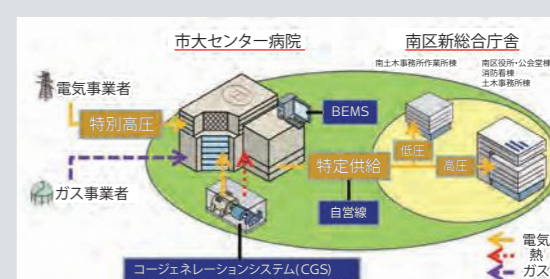 市大センター病院
南区新総合庁舎
南土木事務所作業所棟
南区役所・公会堂棟
消防署棟
土木事務所棟
電気事業者
特別高圧
BEMS
低圧
特定供給
高圧
ガス事業者
自営線
電気
熱
ガス
コージェネレーションシステム(CGS)